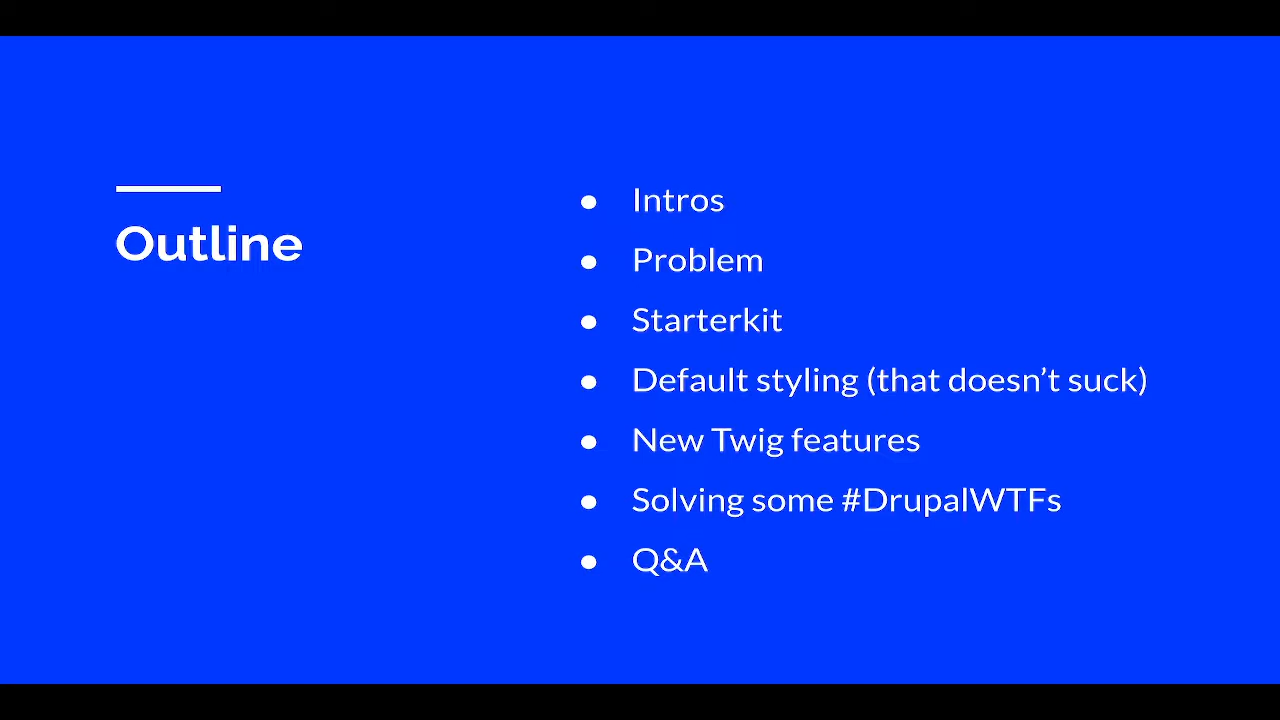 Outline
● Intros
● Problem
● Starterkit
● Default styling (that doesn’t suck)
● New Twig features
● Solving some #DrupalWTFs
● Q&A